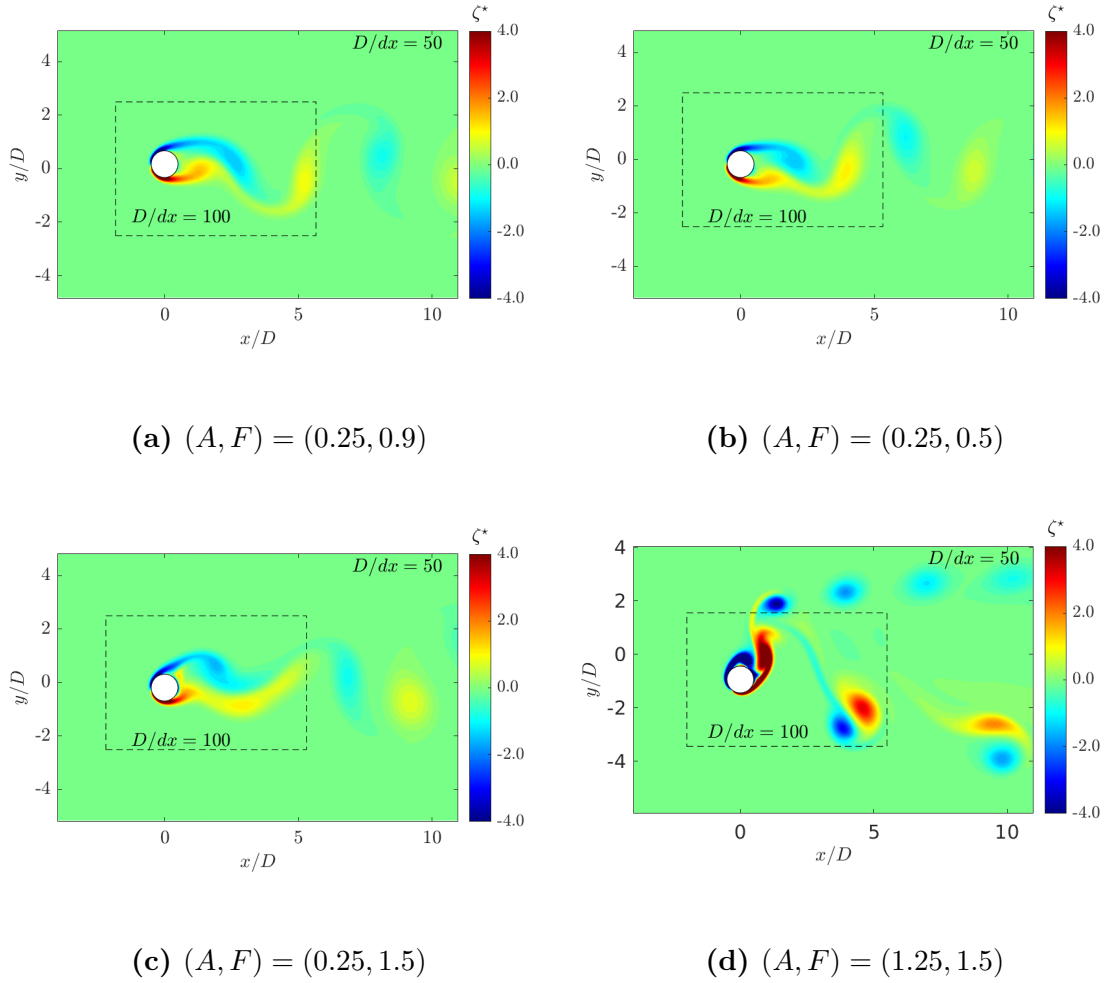 ζ⋆
D/dx = 50
4.0
4
2
2.0
y/D
0
0.0
-2
D/dx = 100
-2.0
-4
-4.0
0
5
10
x/D
(a) (A, F) = (0.25, 0.9)
ζ⋆
D/dx = 50
4.0
4
2
2.0
y/D
0
0.0
-2
D/dx = 100
-2.0
-4
-4.0
0
5
10
x/D
(b) (A, F) = (0.25, 0.5)
ζ⋆
D/dx = 50
4.0
4
2
2.0
y/D
0
0.0
-2
D/dx = 100
-2.0
-4
-4.0
0
5
10
x/D
(c) (A, F) = (0.25, 1.5)
ζ⋆
4
D/dx = 50
4.0
2
2.0
y/D
0
0.0
-2
D/dx = 100
-2.0
-4
-4.0
0
5
10
x/D
(d) (A, F) = (1.25, 1.5)